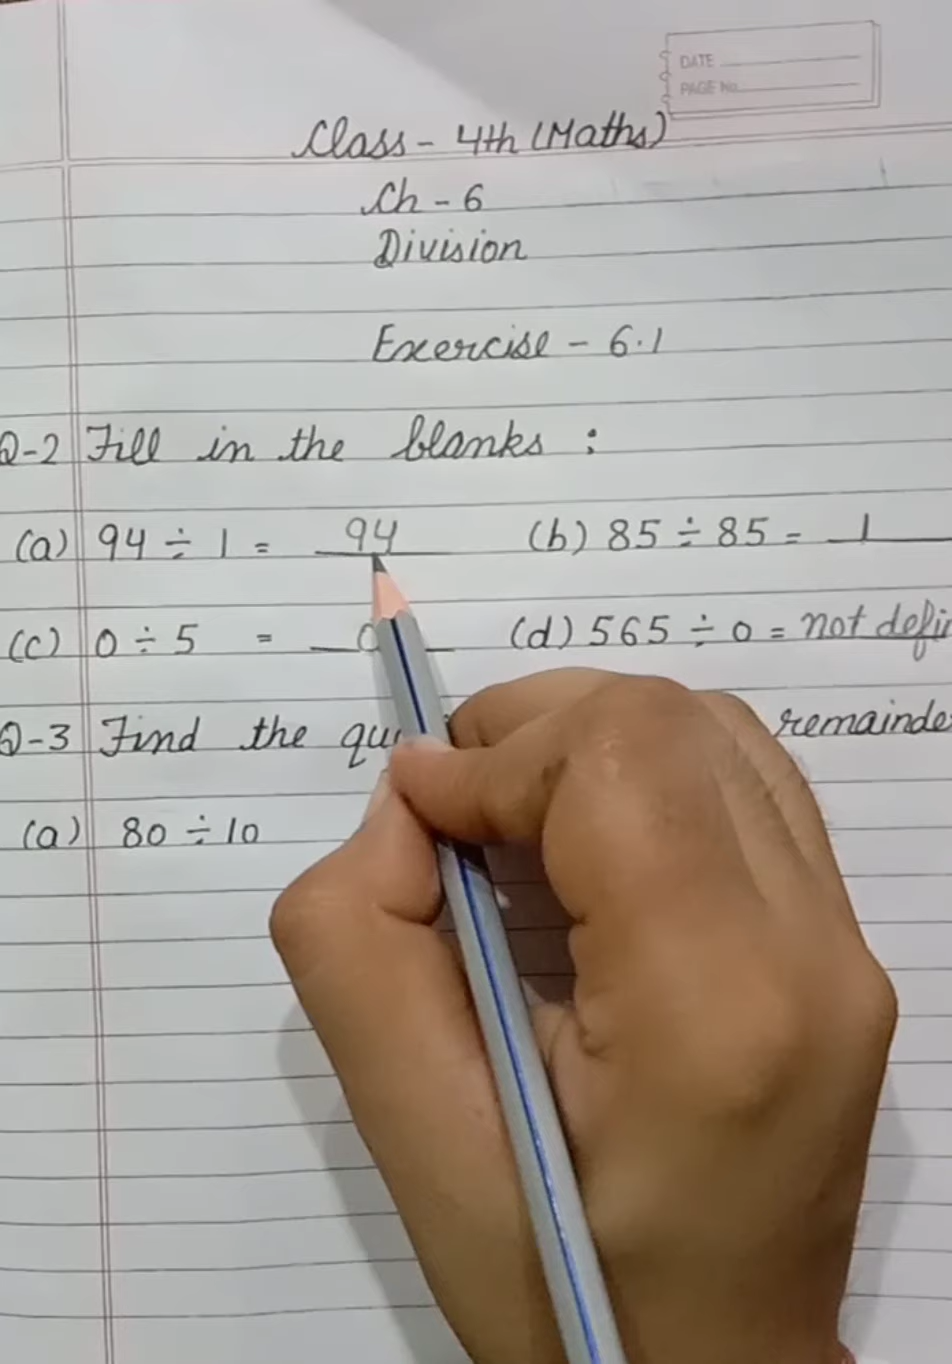 DATE
PAGE No.
Class - 4th (Maths)
Ch - 6
Division
Exercise - 6.1
Q-2 Fill in the blanks :
(a) 94 ÷ 1 = 94 (b) 85 ÷ 85 = 1
(c) 0 ÷ 5 = 0 (d) 565 ÷ 0 = not
Q-3 Find the
(a) 80 ÷ 10